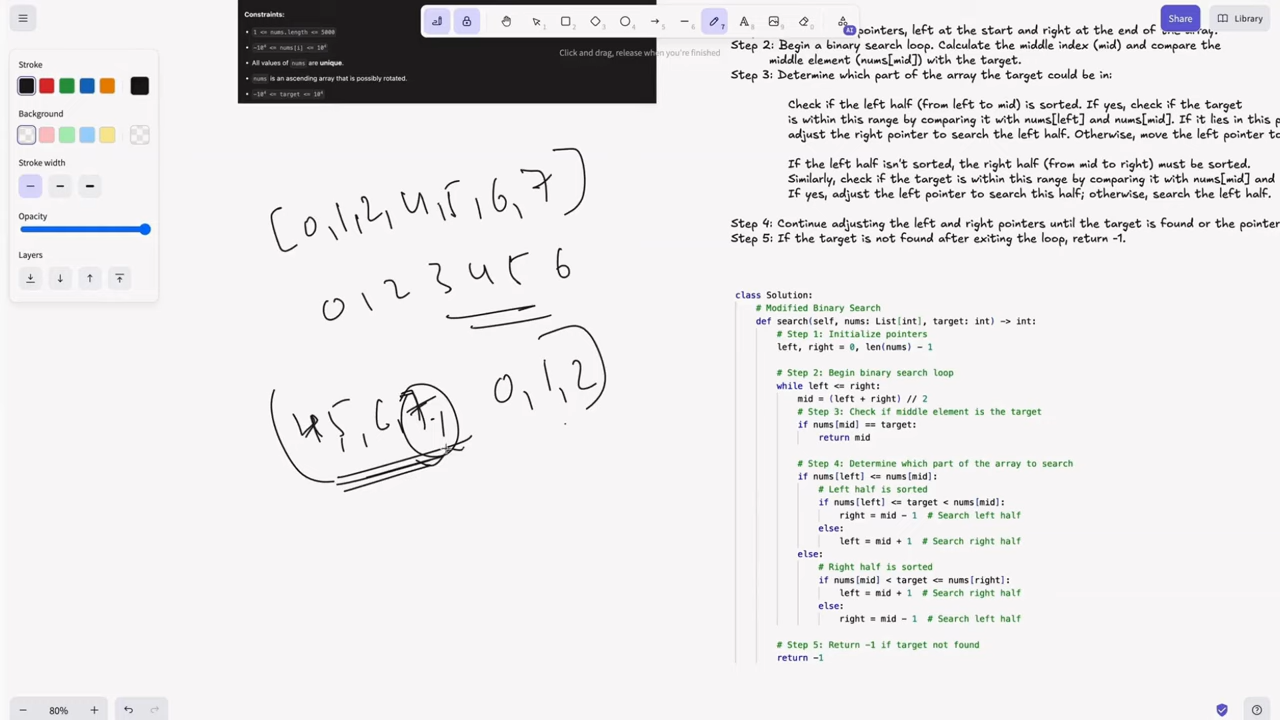 Constraints:
1 <= nums.length <= 5000
-10⁴ <= nums[i] <= 10⁴
All values of nums are unique.
nums is an ascending array that is possibly rotated.
-10⁴ <= target <= 10⁴
Click and drag, release when you're finished
Share
Library
Stroke
Background
Stroke width
Opacity
Layers
[0,1,2,4,5,6,7]
0 1 2 3 4 5 6
4 5, 6, 7, 0, 1, 2
pointers, left at the start and right at the end of the array.
Step 2: Begin a binary search loop. Calculate the middle index (mid) and compare the
middle element (nums[mid]) with the target.
Step 3: Determine which part of the array the target could be in:
Check if the left half (from left to mid) is sorted. If yes, check if the target
is within this range by comparing it with nums[left] and nums[mid]. If it lies in this
adjust the right pointer to search the left half. Otherwise, move the left pointer
If the left half isn't sorted, the right half (from mid to right) must be sorted.
Similarly, check if the target is within this range by comparing it with nums[mid] and
If yes, adjust the left pointer to search this half; otherwise, search the left half.
Step 4: Continue adjusting the left and right pointers until the target is found or the pointer
Step 5: If the target is not found after exiting the loop, return -1.
class Solution:
# Modified Binary Search
def search(self, nums: List[int], target: int) -> int:
# Step 1: Initialize pointers
left, right = 0, len(nums) - 1
# Step 2: Begin binary search loop
while left <= right:
mid = (left + right) // 2
# Step 3: Check if middle element is the target
if nums[mid] == target:
return mid
# Step 4: Determine which part of the array to search
if nums[left] <= nums[mid]:
# Left half is sorted
if nums[left] <= target < nums[mid]:
right = mid - 1 # Search left half
else:
left = mid + 1 # Search right half
else:
# Right half is sorted
if nums[mid] < target <= nums[right]:
left = mid + 1 # Search right half
else:
right = mid - 1 # Search left half
# Step 5: Return -1 if target not found
return -1
80%